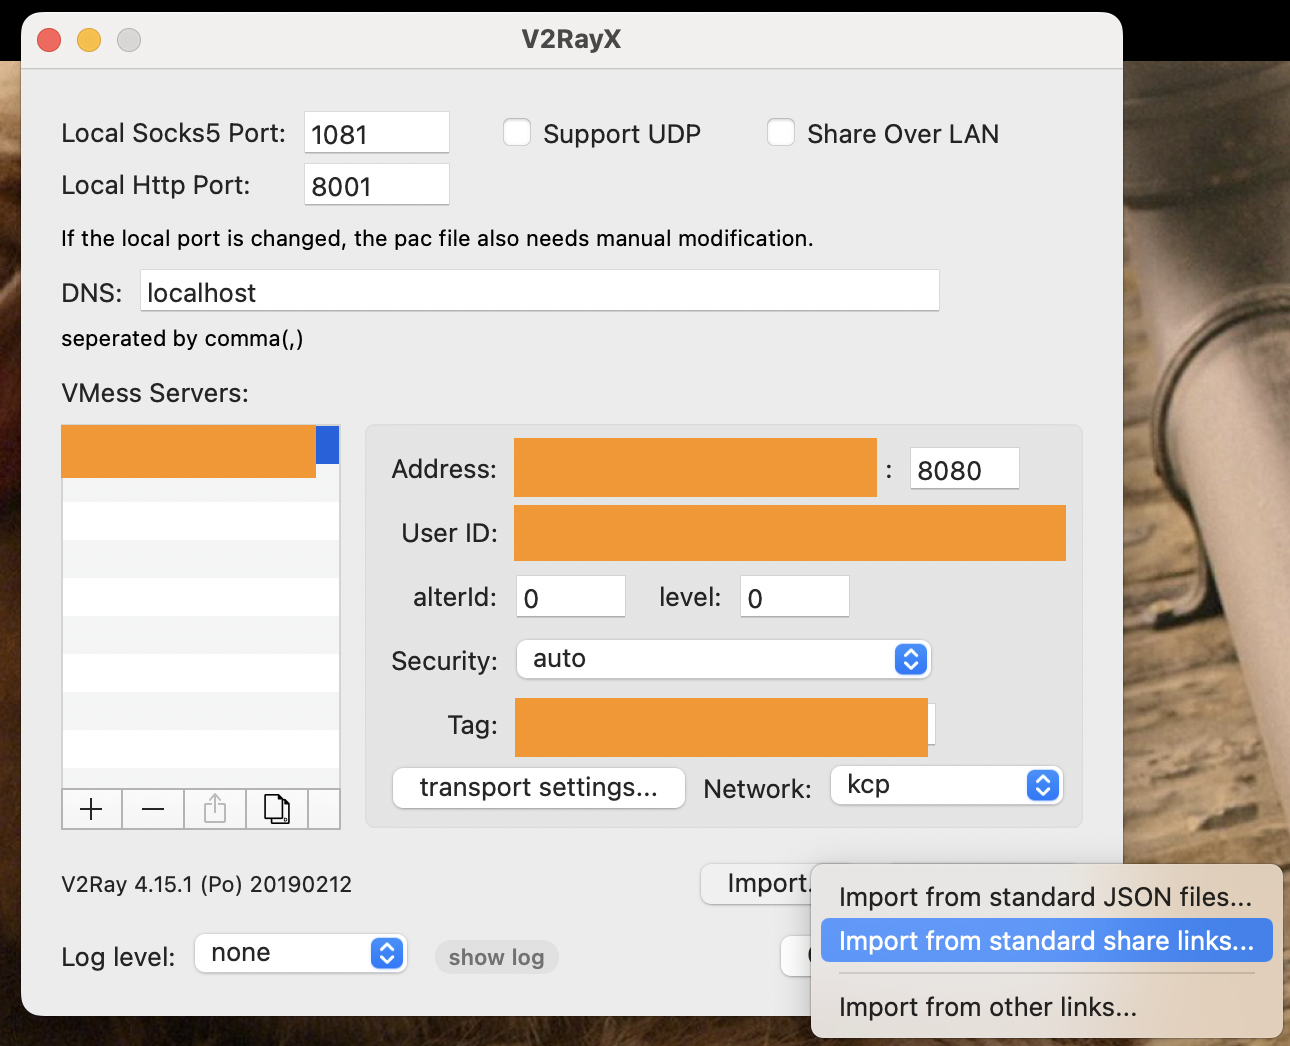 V2RayX
Local Socks5 Port: 1081 Support UDP Share Over LAN
Local Http Port: 8001
If the local port is changed, the pac file also needs manual modification.
DNS: localhost
seperated by comma(,)
VMess Servers:
Address: : 8080
User ID:
alterId: 0 level: 0
Security: auto
Tag:
transport settings... Network: kcp
V2Ray 4.15.1 (Po) 20190212
Import.
Import from standard JSON files...
Import from standard share links...
Import from other links...
Log level: none show log